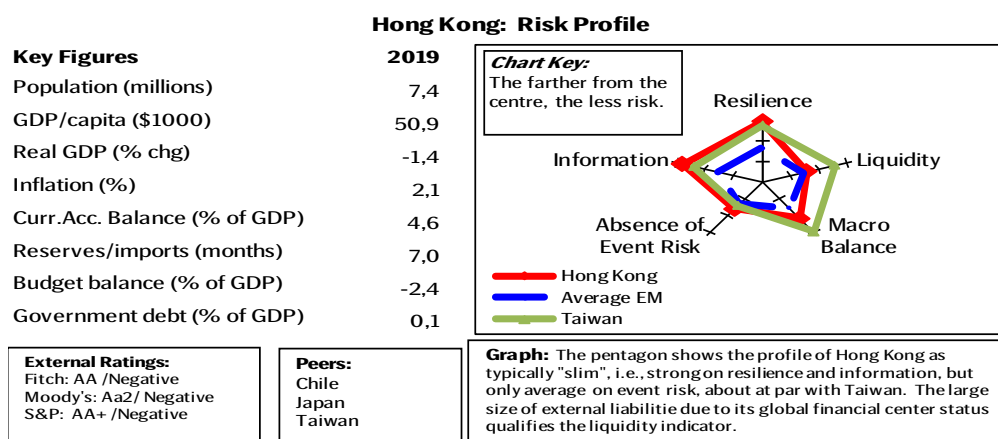 Hong Kong: Risk Profile
Key Figures 2019
Population (millions) 7,4
GDP/capita ($1000) 50,9
Real GDP (% chg) -1,4
Inflation (%) 2,1
Curr.Acc. Balance (% of GDP) 4,6
Reserves/imports (months) 7,0
Budget balance (% of GDP) -2,4
Government debt (% of GDP) 0,1
Chart Key:
The farther from the
centre, the less risk.
Resilience
Information
Liquidity
Absence of
Event Risk
Macro
Balance
Hong Kong
Average EM
Taiwan
External Ratings:
Fitch: AA /Negative
Moody's: Aa2/ Negative
S&P: AA+ /Negative
Peers:
Chile
Japan
Taiwan
Graph: The pentagon shows the profile of Hong Kong as
typically "slim", i.e., strong on resilience and information, but
only average on event risk, about at par with Taiwan. The large
size of external liabilitie due to its global financial center status
qualifies the liquidity indicator.